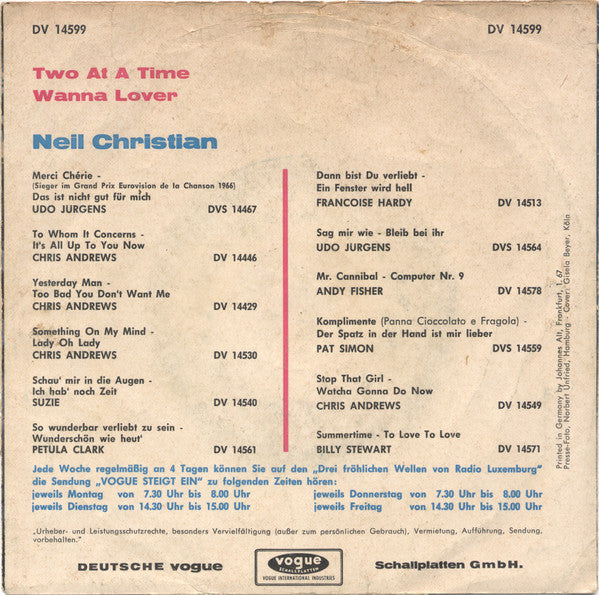 DV 14599
DV 14599
Two At A Time
Wanna Lover
Neil Christian
Merci Chérie -
(Sieger im Grand Prix Eurovision de la Chanson 1966)
Das ist nicht gut für mich
UDO JURGENS DVS 14467
To Whom It Concerns -
It's All Up To You Now
CHRIS ANDREWS DV 14446
Yesterday Man -
Too Bad You Don't Want Me
CHRIS ANDREWS DV 14429
Something On My Mind -
Lady Oh Lady
CHRIS ANDREWS DV 14530
Schau' mir in die Augen -
Ich hab' noch Zeit
SUZIE DV 14540
So wunderbar verliebt zu sein -
Wunderschön wie heut'
PETULA CLARK DV 14561
Dann bist Du verliebt -
Ein Fenster wird hell
FRANCOISE HARDY DV 14513
Sag mir wie - Bleib bei ihr
UDO JURGENS DVS 14564
Mr. Cannibal - Computer Nr. 9
ANDY FISHER DV 14578
Komplimente (Panna Cioccolato e Fragola) -
Der Spatz in der Hand ist mir lieber
PAT SIMON DVS 14559
Stop That Girl -
Watcha Gonna Do Now
CHRIS ANDREWS DV 14549
Summertime - To Love To Love
BILLY STEWART DV 14571
Printed in Germany by Johannes Alt, Frankfurt, 1. 67.
Presse-Foto, Norbert Unfried, Hamburg - Cover: Gisela Beyer, Köln
Jede Woche regelmäßig an 4 Tagen können Sie auf den „Drei fröhlichen Wellen von Radio Luxemburg"
die Sendung „VOGUE STEIGT EIN" zu folgenden Zeiten hören:
jeweils Montag von 7.30 Uhr bis 8.00 Uhr jeweils Donnerstag von 7.30 Uhr bis 8.00 Uhr
jeweils Dienstag von 14.30 Uhr bis 15.00 Uhr jeweils Freitag von 14.30 Uhr bis 15.00 Uhr
„Urheber- und Leistungsschutzrechte, besonders Vervielfältigung (außer zum persönlichen Gebrauch), Vermietung, Aufführung, Sendung,
vorbehalten."
DEUTSCHE vogue
vogue
SCHALLPLATTEN
VOGUE INTERNATIONAL INDUSTRIES
Schallplatten GmbH.